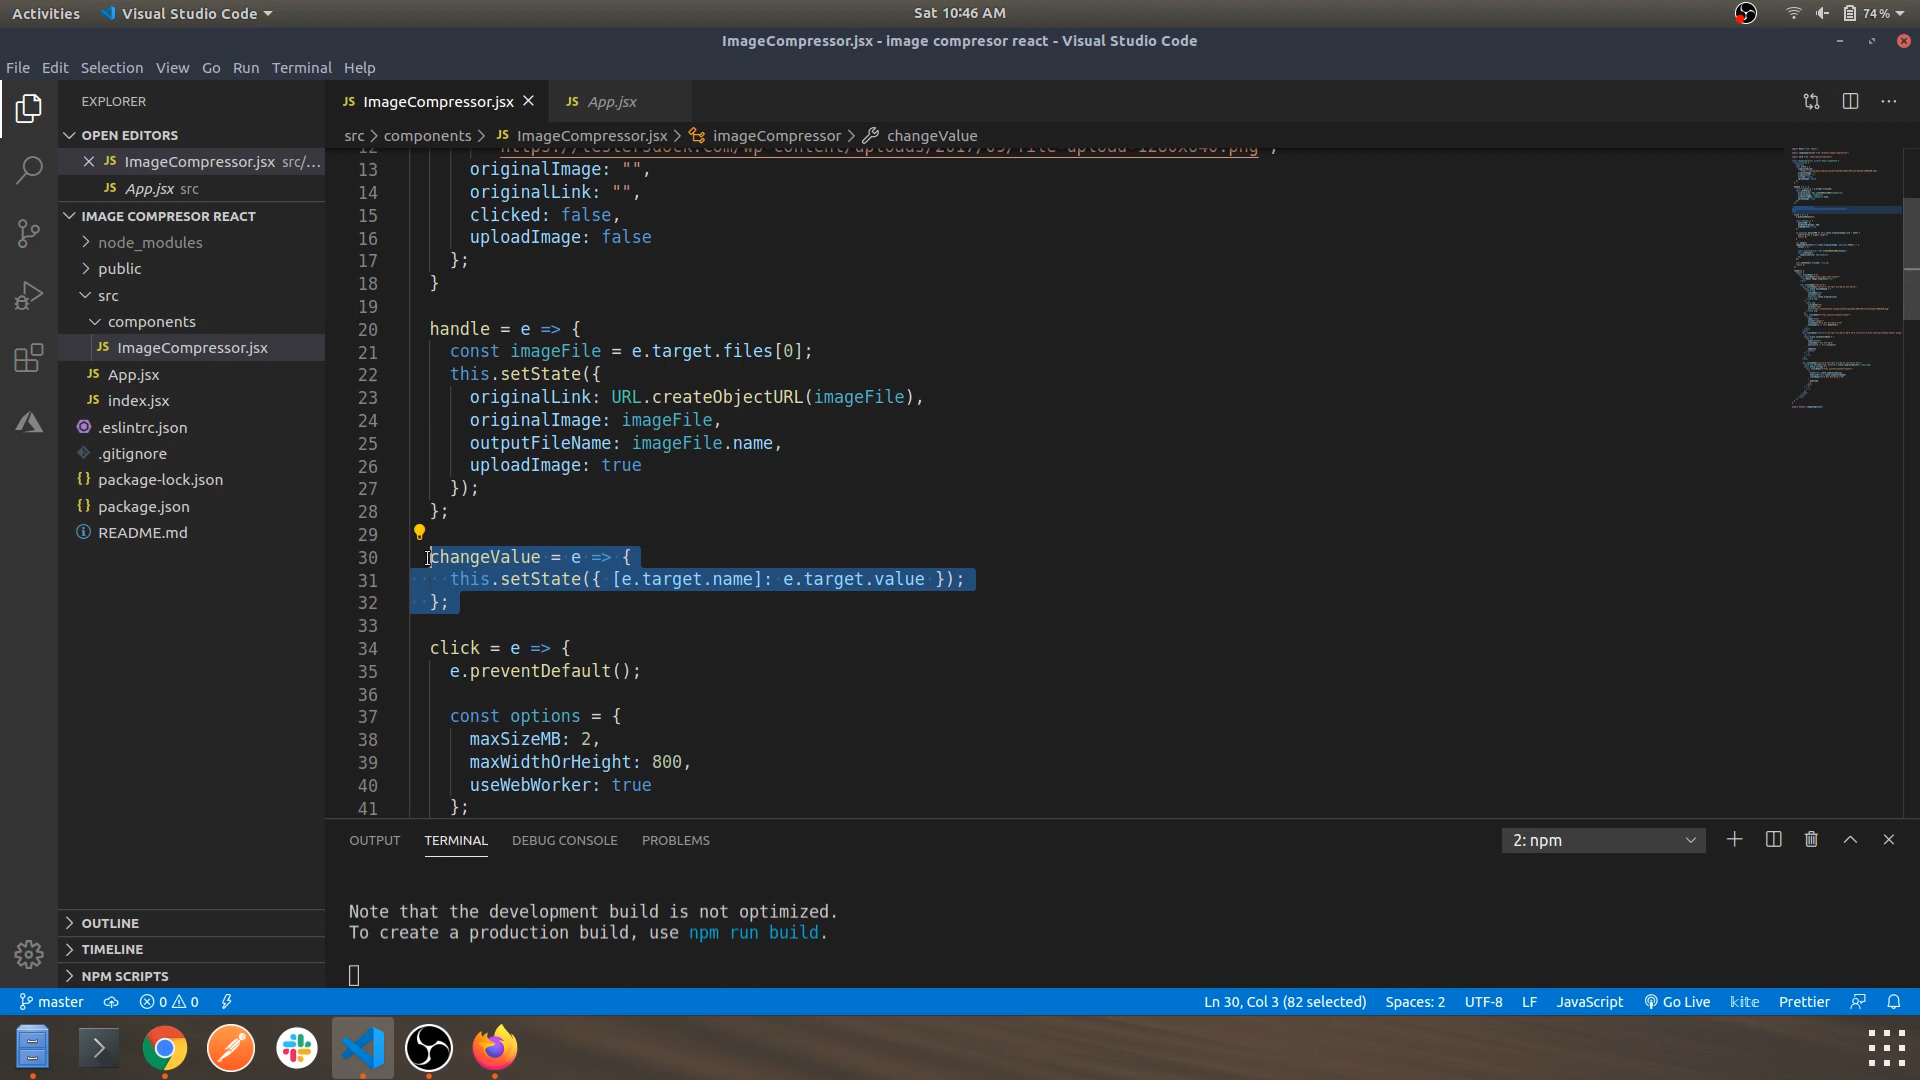 Activities Visual Studio Code Sat 10:46 AM 74%
ImageCompressor.jsx - image compresor react - Visual Studio Code
File Edit Selection View Go Run Terminal Help
EXPLORER
OPEN EDITORS
ImageCompressor.jsx src/...
App.jsx src
IMAGE COMPRESOR REACT
node_modules
public
src
components
ImageCompressor.jsx
App.jsx
index.jsx
.eslintrc.json
.gitignore
package-lock.json
package.json
README.md
OUTLINE
TIMELINE
NPM SCRIPTS
ImageCompressor.jsx App.jsx
src > components > ImageCompressor.jsx > imageCompressor > changeValue
13 originalImage: "",
14 originalLink: "",
15 clicked: false,
16 uploadImage: false
17 };
18 }
19
20 handle = e => {
21 const imageFile = e.target.files[0];
22 this.setState({
23 originalLink: URL.createObjectURL(imageFile),
24 originalImage: imageFile,
25 outputFileName: imageFile.name,
26 uploadImage: true
27 });
28 };
29
30 changeValue = e => {
31 this.setState({ [e.target.name]: e.target.value });
32 };
33
34 click = e => {
35 e.preventDefault();
36
37 const options = {
38 maxSizeMB: 2,
39 maxWidthOrHeight: 800,
40 useWebWorker: true
41 };
OUTPUT TERMINAL DEBUG CONSOLE PROBLEMS 2: npm
Note that the development build is not optimized.
To create a production build, use npm run build.
master 0 0 Ln 30, Col 3 (82 selected) Spaces: 2 UTF-8 LF JavaScript Go Live kite Prettier